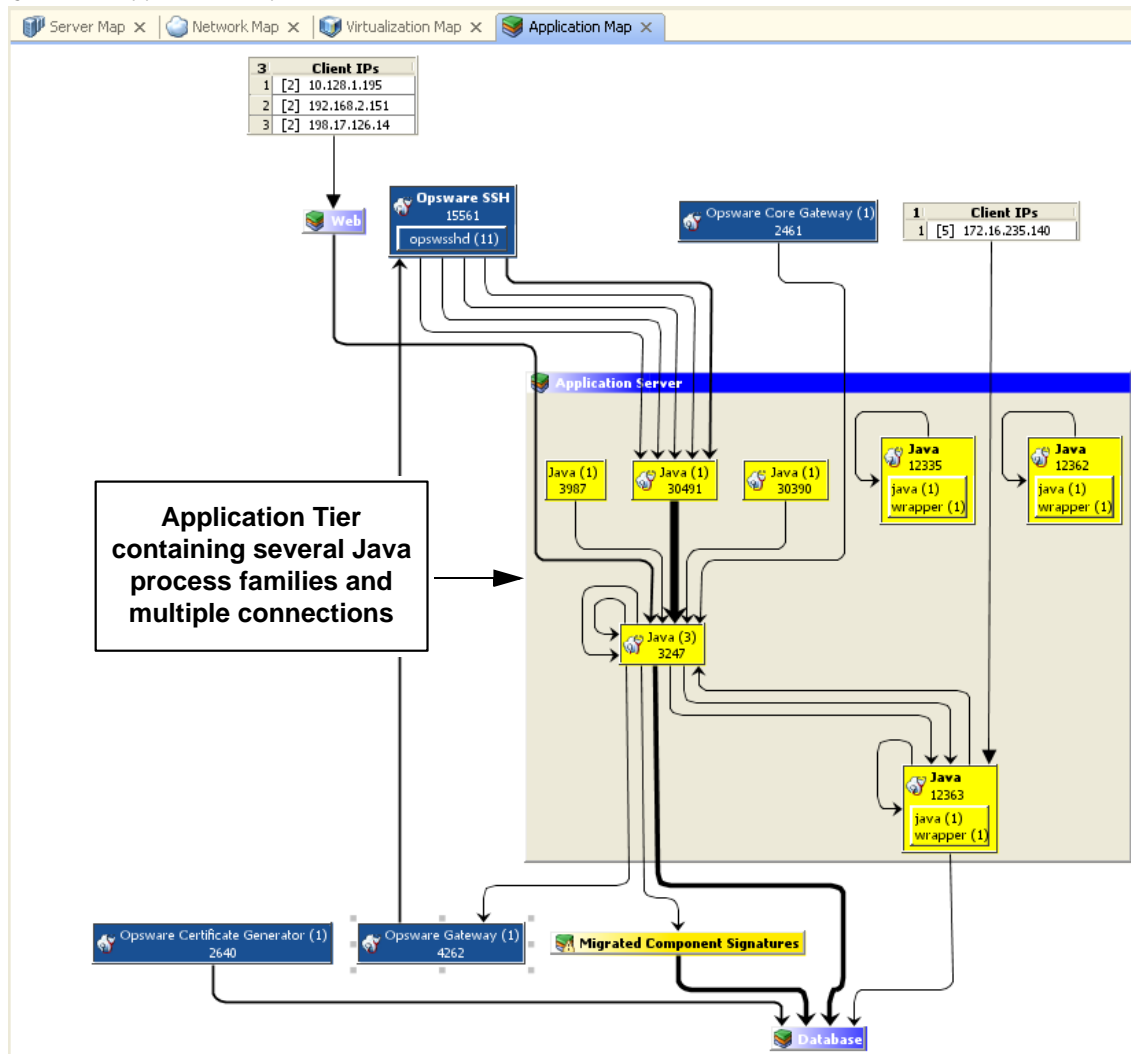 Server Map
Network Map
Virtualization Map
Application Map
3 Client IPs
1 [2] 10.128.1.195
2 [2] 192.168.2.151
3 [2] 198.17.126.14
Web
Opsware SSH
15561
opswsshd (11)
Opsware Core Gateway (1)
2461
1 Client IPs
1 [5] 172.16.235.140
Application Server
Java (1)
3987
Java (1)
30491
Java (1)
30390
Java
12335
java (1)
wrapper (1)
Java
12362
java (1)
wrapper (1)
Application Tier
containing several Java
process families and
multiple connections
Java (3)
3247
Java
12363
java (1)
wrapper (1)
Opsware Certificate Generator (1)
2640
Opsware Gateway (1)
4262
Migrated Component Signatures
Database